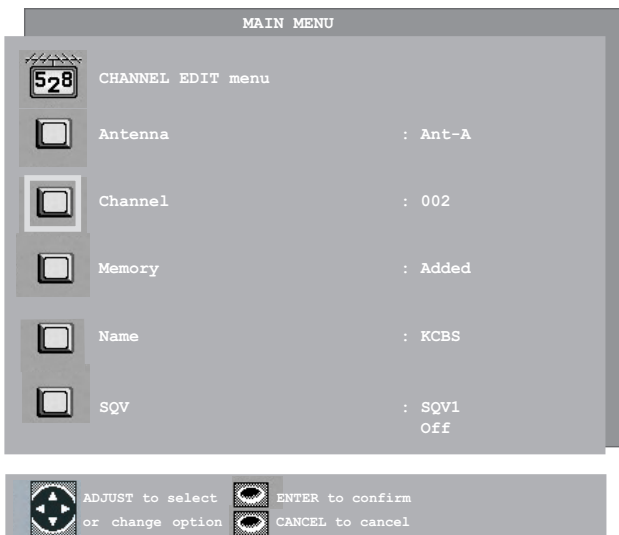 MAIN MENU
528 CHANNEL EDIT menu
Antenna : Ant-A
Channel : 002
Memory : Added
Name : KCBS
SQV : SQV1
Off
ADJUST to select ENTER to confirm
or change option CANCEL to cancel